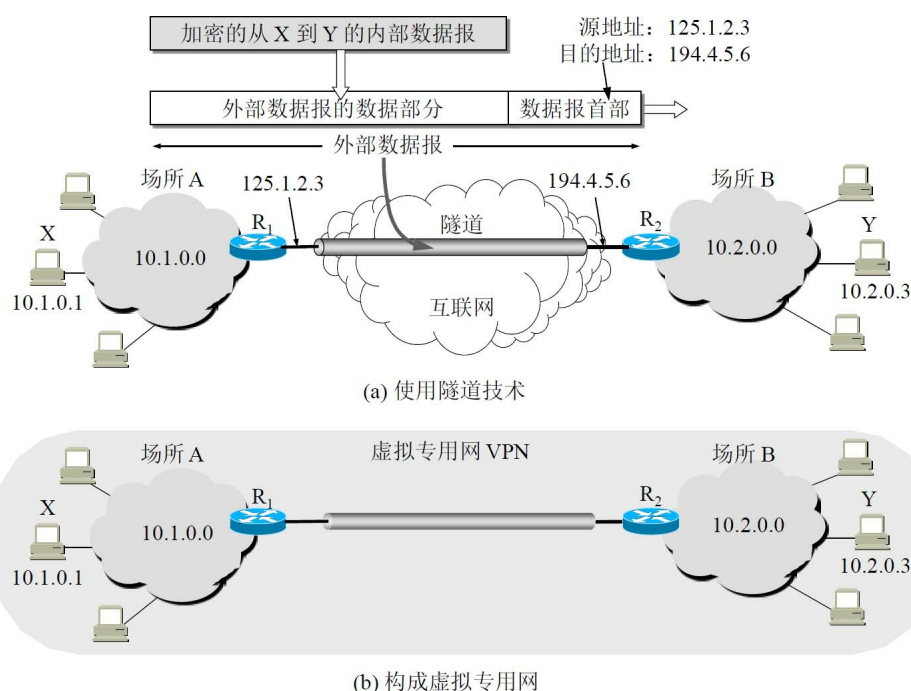 加密的从 X 到 Y 的内部数据报
源地址：125.1.2.3
目的地址：194.4.5.6
外部数据报的数据部分
数据报首部
外部数据报
场所 A
125.1.2.3
194.4.5.6
场所 B
X
R1
隧道
R2
Y
10.1.0.0
10.2.0.0
10.1.0.1
10.2.0.3
互联网
(a) 使用隧道技术
场所 A
虚拟专用网 VPN
场所 B
X
R1
R2
Y
10.1.0.0
10.2.0.0
10.1.0.1
10.2.0.3
(b) 构成虚拟专用网